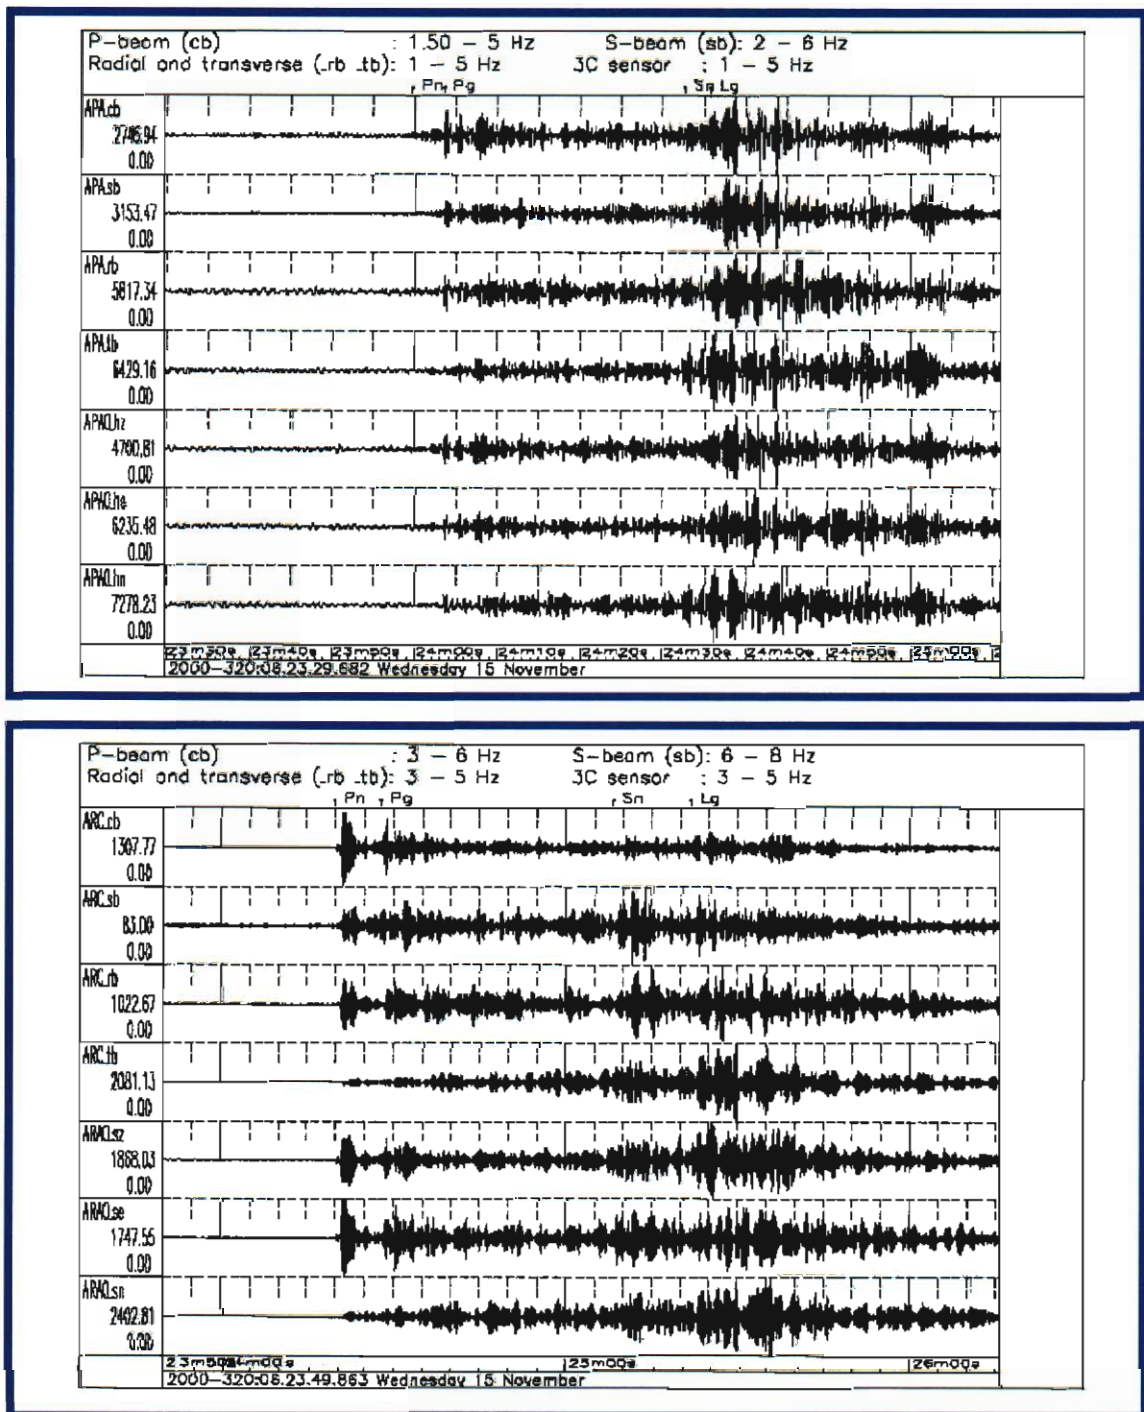 P-beam (cb) : 1.50 - 5 Hz S-beam (sb): 2 - 6 Hz
Radial and transverse (_rb _tb): 1 - 5 Hz 3C sensor : 1 - 5 Hz
Pn Pg Sn Lg
APA.cb
2746.94
0.00
APA.sb
3153.47
0.00
APA.rb
5817.34
0.00
APA.tb
6429.16
0.00
APA0.hz
4700.81
0.00
APA0.he
6235.48
0.00
APA0.hn
7278.23
0.00
23m30s 23m40s 23m50s 24m00s 24m10s 24m20s 24m30s 24m40s 24m50s 25m00s
2000-320:08.23.29.682 Wednesday 15 November
P-beam (cb) : 3 - 6 Hz S-beam (sb): 6 - 8 Hz
Radial and transverse (_rb _tb): 3 - 5 Hz 3C sensor : 3 - 5 Hz
Pn Pg Sn Lg
ARC.cb
1307.77
0.00
ARC.sb
83.00
0.00
ARC.rb
1022.67
0.00
ARC.tb
2081.13
0.00
ARA0.sz
1868.03
0.00
ARA0.se
1747.55
0.00
ARA0.sn
2402.81
0.00
23m50s 24m00s 25m00s 26m00s
2000-320:08.23.49.863 Wednesday 15 November